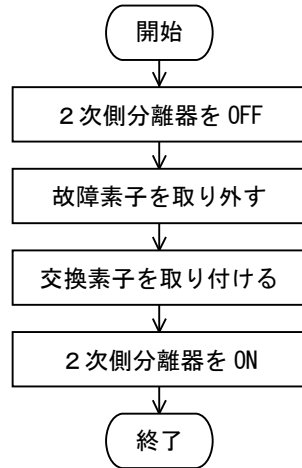 開始
２次側分離器を OFF
故障素子を取り外す
交換素子を取り付ける
２次側分離器を ON
終了